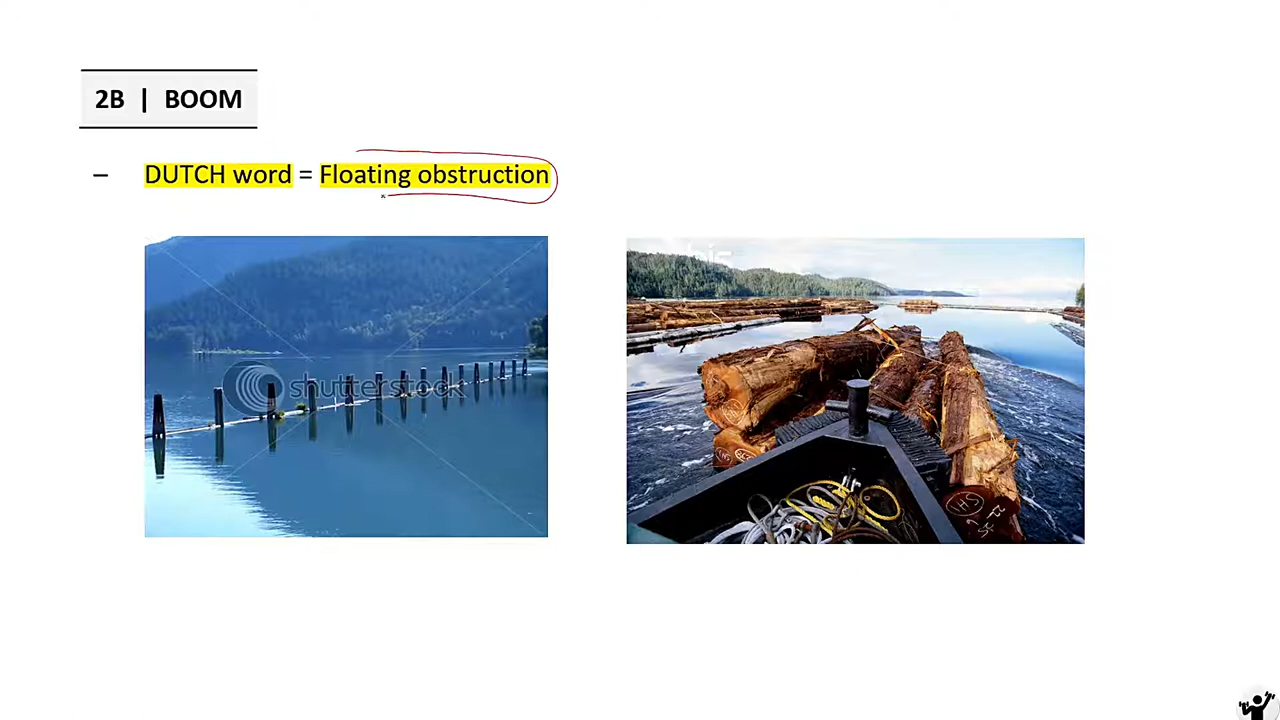 2B | BOOM
– DUTCH word = Floating obstruction
shutterstock